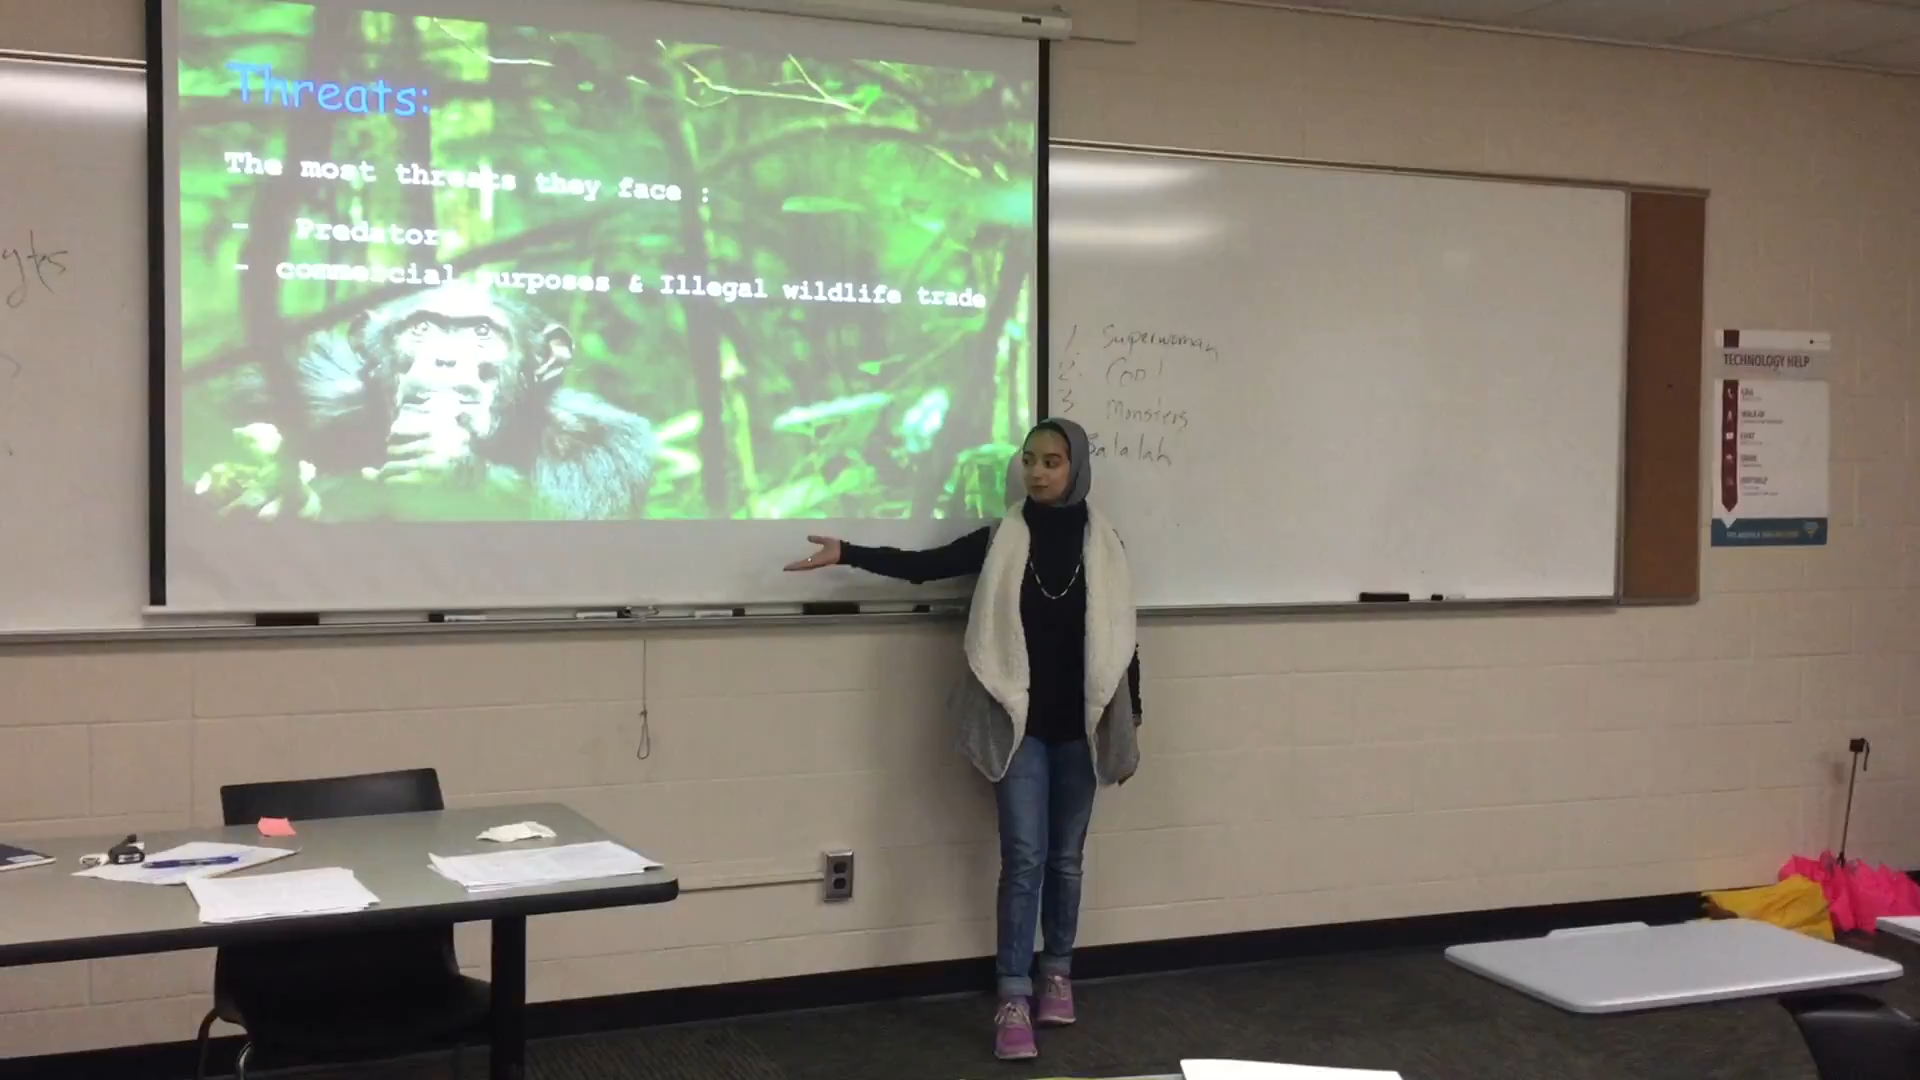 Threats:
The most threats they face :
- Predators
- commercial purposes & Illegal wildlife trade
1. Superwoman
2. Cool
3 Monsters
Balalah
TECHNOLOGY HELP